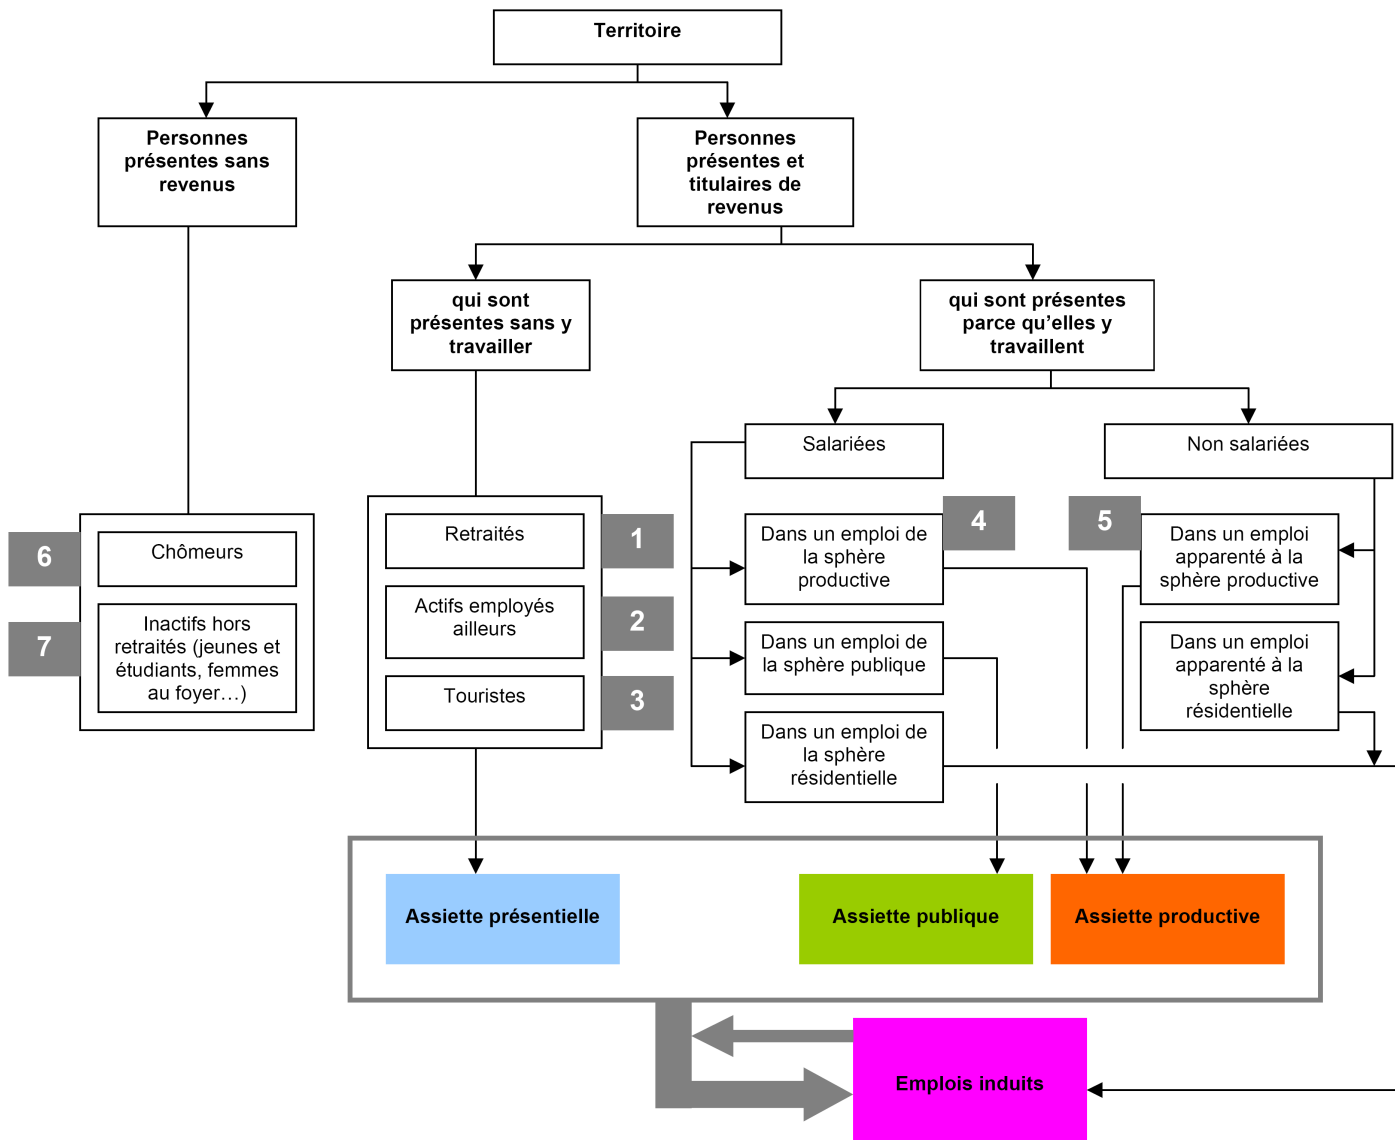 Territoire
Personnes
présentes sans
revenus
Personnes
présentes et
titulaires de
revenus
qui sont
présentes sans y
travailler
qui sont présentes
parce qu’elles y
travaillent
Salariées
Non salariées
6
Chômeurs
7
Inactifs hors
retraités (jeunes et
étudiants, femmes
au foyer…)
Retraités
1
Actifs employés
ailleurs
2
Touristes
3
Dans un emploi de
la sphère
productive
4
Dans un emploi de
la sphère publique
Dans un emploi de
la sphère
résidentielle
5
Dans un emploi
apparenté à la
sphère productive
Dans un emploi
apparenté à la
sphère
résidentielle
Assiette présentielle
Assiette publique
Assiette productive
Emplois induits